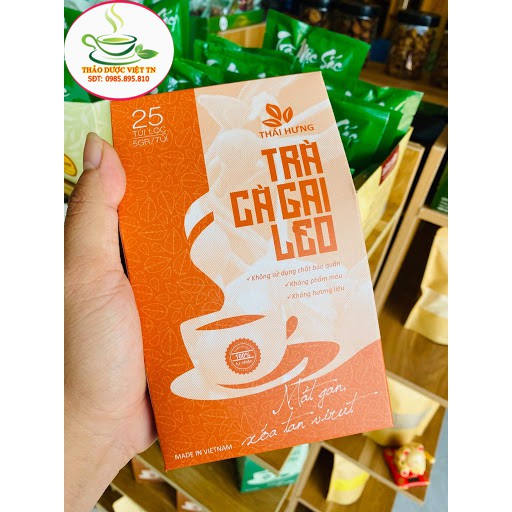 THẢO DƯỢC VIỆT TN
SĐT: 0985.895.810
25
TÚI LỌC
5GR/TÚI
THÁI HƯNG
TRÀ
CÀ GAI
LEO
✓Không sử dụng chất bảo quản
✓Không phẩm màu
✓Không hương liệu
100%
Mát gan,
xóa tan virút
MADE IN VIETNAM